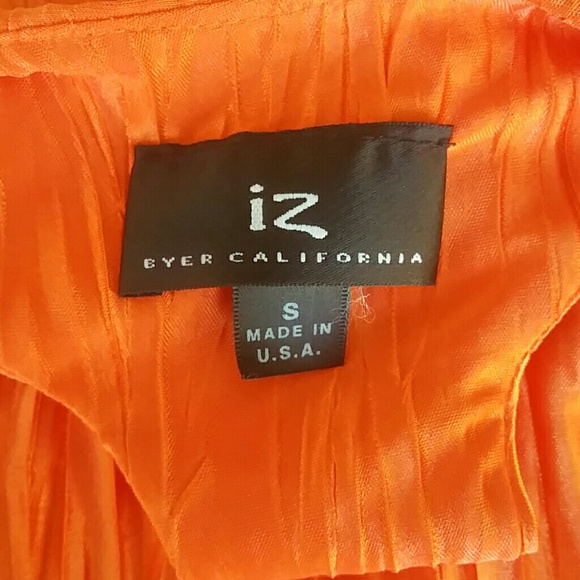 iz
BYER CALIFORNIA
S
MADE IN
U.S.A.